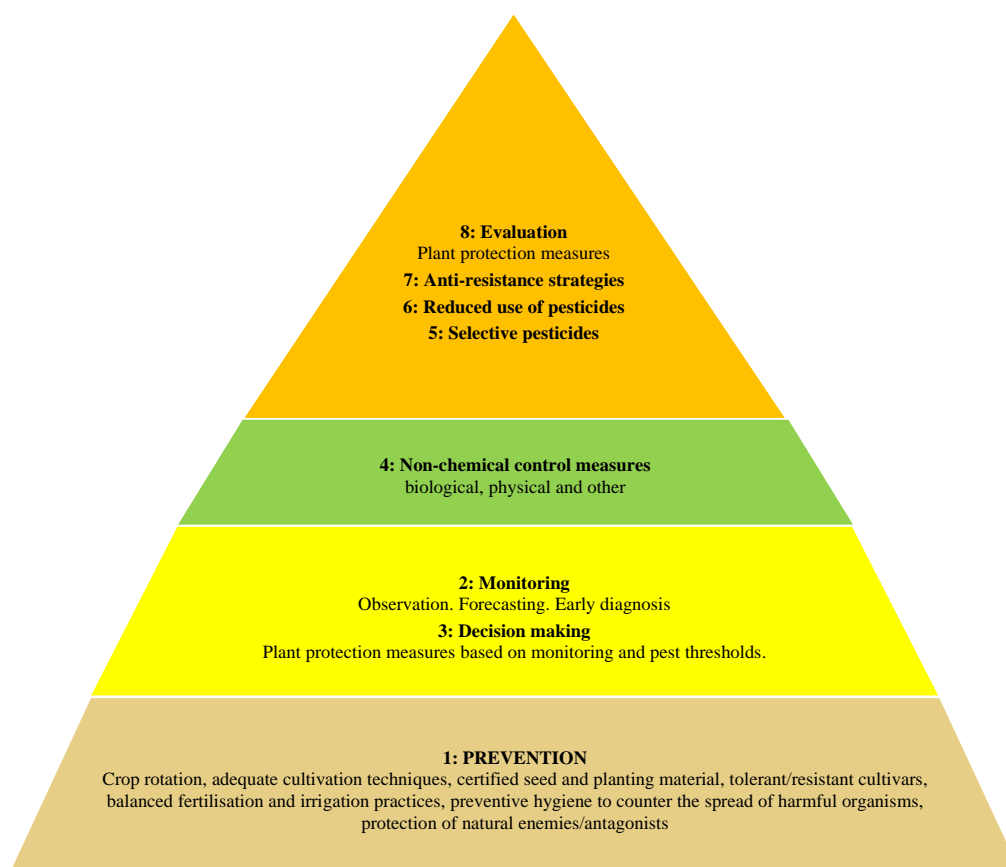 8: Evaluation
Plant protection measures
7: Anti-resistance strategies
6: Reduced use of pesticides
5: Selective pesticides
4: Non-chemical control measures
biological, physical and other
2: Monitoring
Observation. Forecasting. Early diagnosis
3: Decision making
Plant protection measures based on monitoring and pest thresholds.
1: PREVENTION
Crop rotation, adequate cultivation techniques, certified seed and planting material, tolerant/resistant cultivars,
balanced fertilisation and irrigation practices, preventive hygiene to counter the spread of harmful organisms,
protection of natural enemies/antagonists